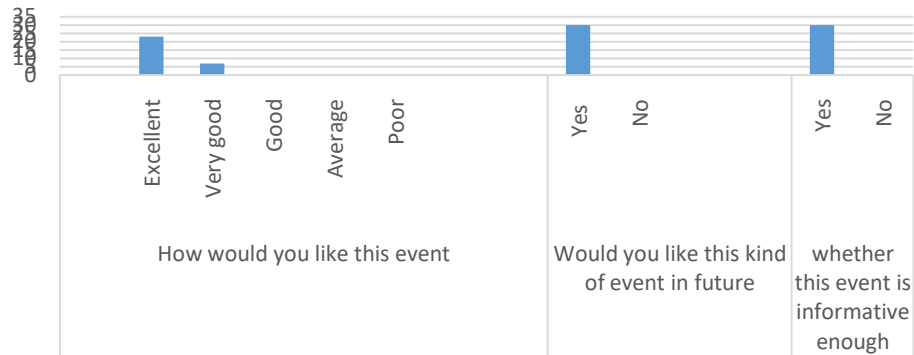 35
30
25
20
15
10
5
0
Excellent
Very good
Good
Average
Poor
Yes
No
Yes
No
How would you like this event
Would you like this kind
of event in future
whether
this event is
informative
enough